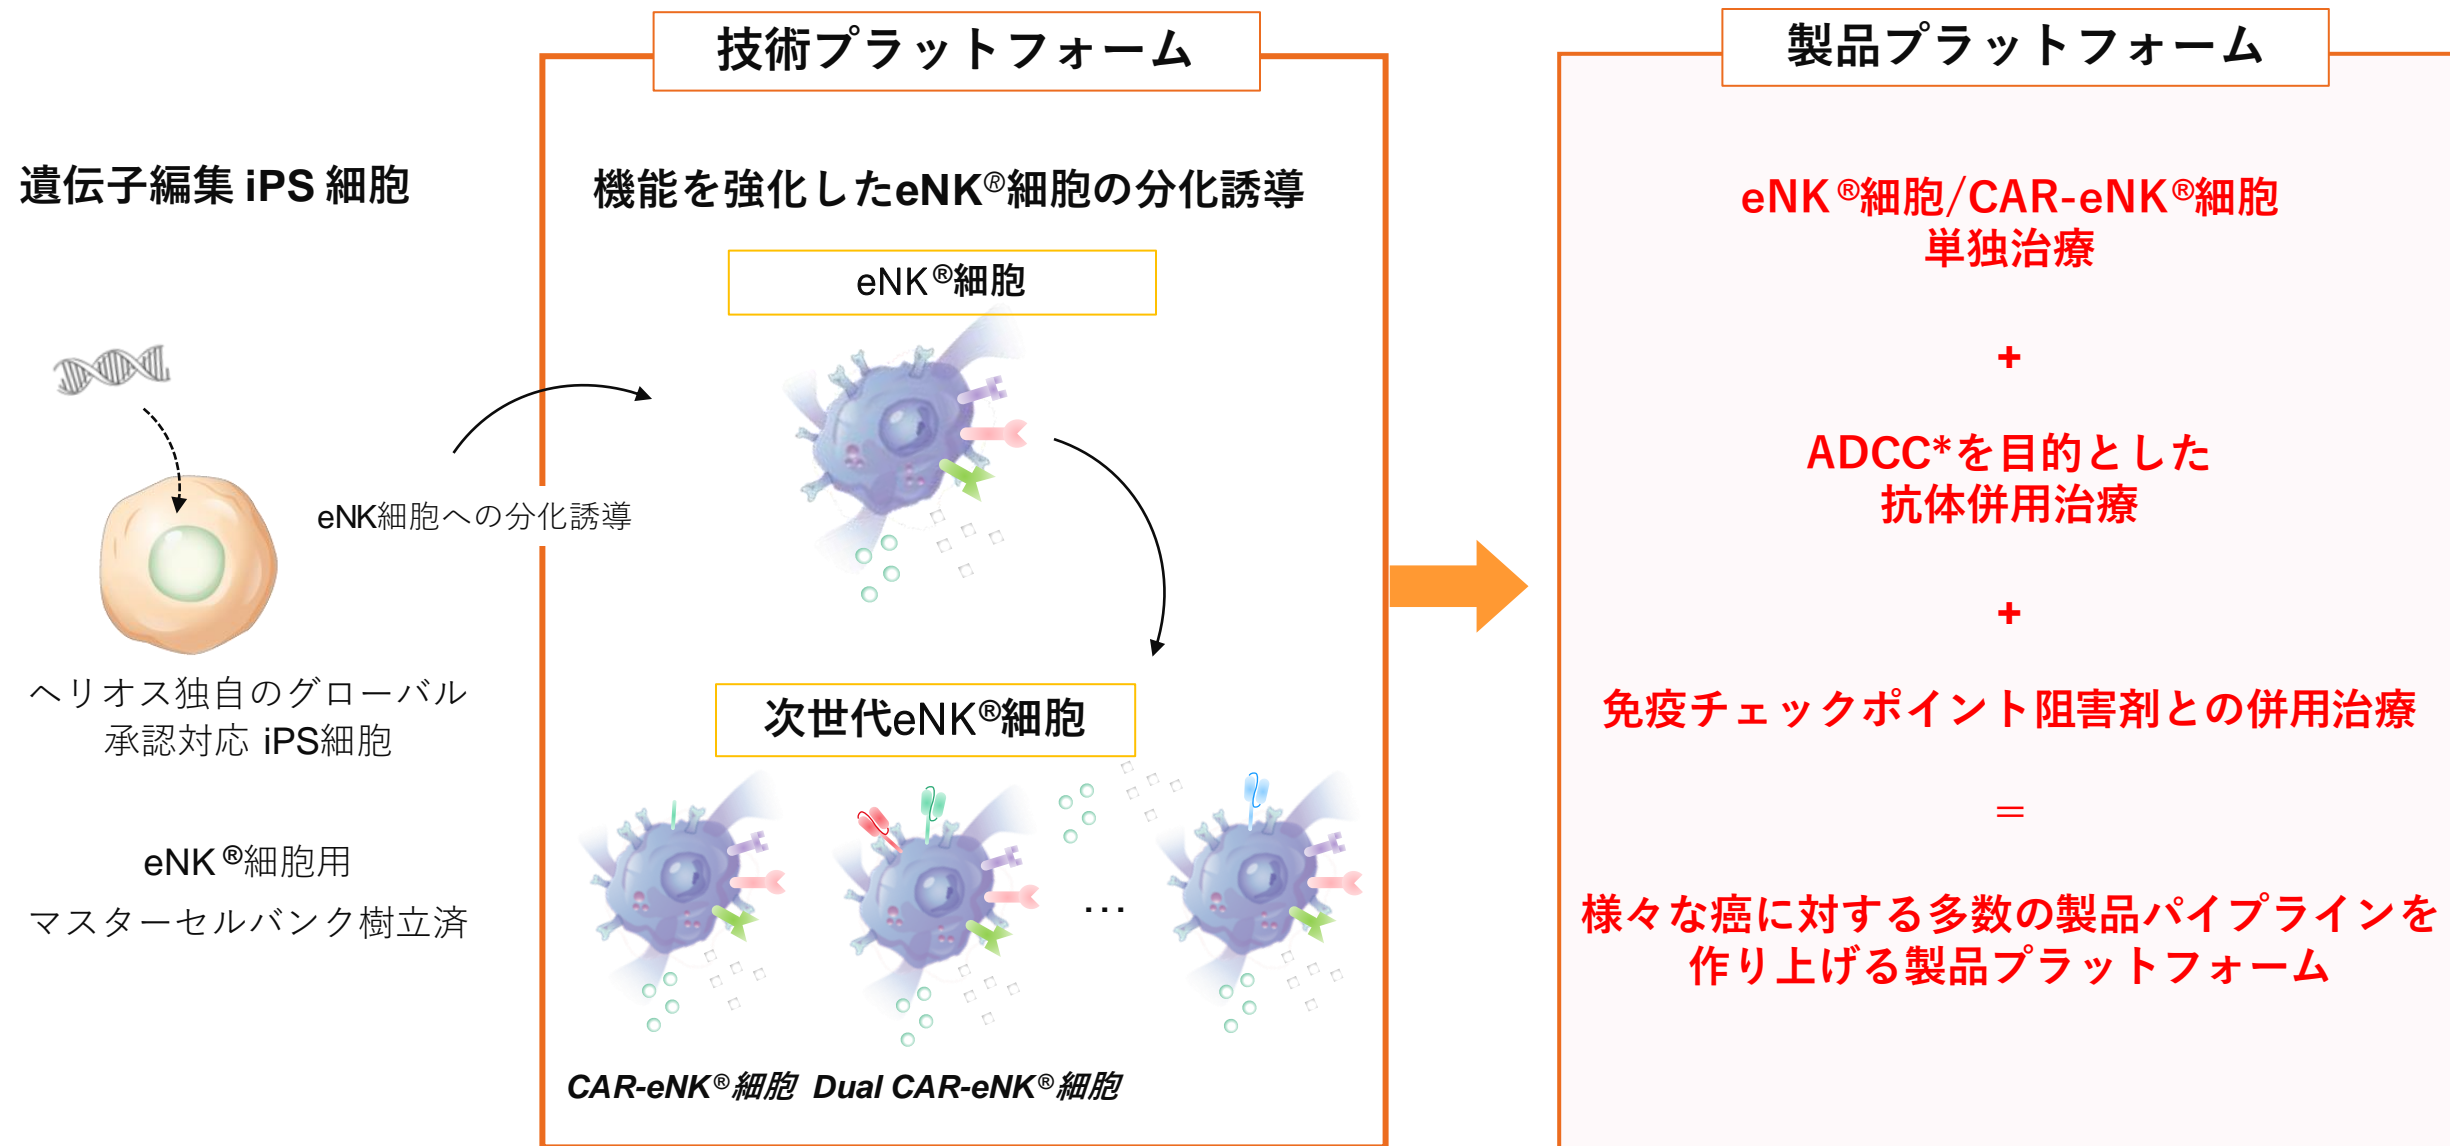 遺伝子編集 iPS 細胞
ヘリオス独自のグローバル
承認対応 iPS細胞
eNK®細胞用
マスターセルバンク樹立済
eNK細胞への分化誘導
技術プラットフォーム
機能を強化したeNK®細胞の分化誘導
eNK®細胞
次世代eNK®細胞
…
CAR-eNK®細胞 Dual CAR-eNK®細胞
製品プラットフォーム
eNK®細胞/CAR-eNK®細胞
単独治療
+
ADCC*を目的とした
抗体併用治療
+
免疫チェックポイント阻害剤との併用治療
＝
様々な癌に対する多数の製品パイプラインを
作り上げる製品プラットフォーム